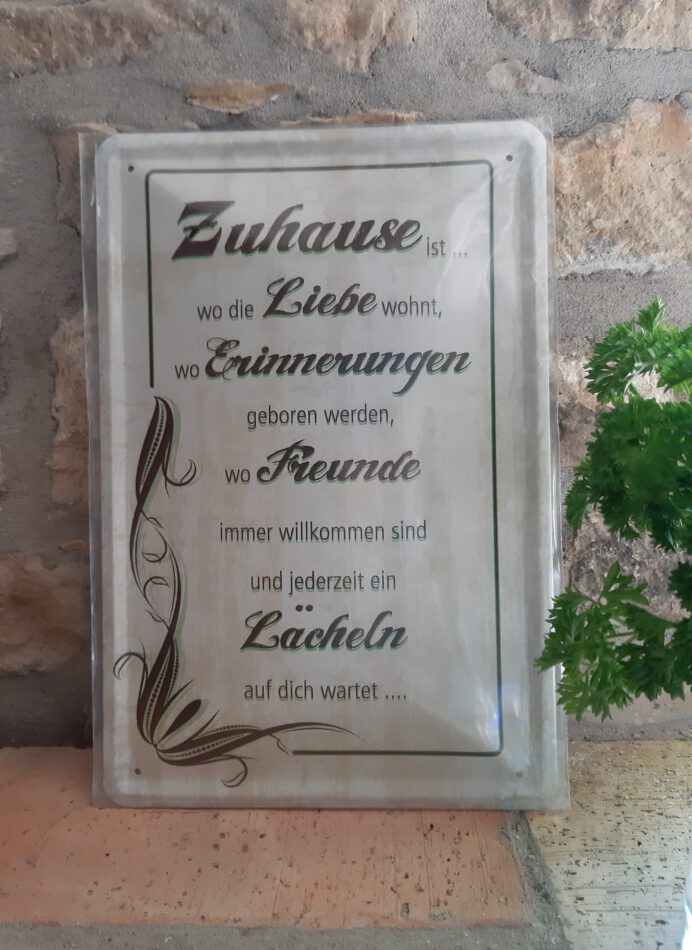 Zuhause ist ...
wo die Liebe wohnt,
wo Erinnerungen
geboren werden,
wo Freunde
immer willkommen sind
und jederzeit ein
Lächeln
auf dich wartet ....